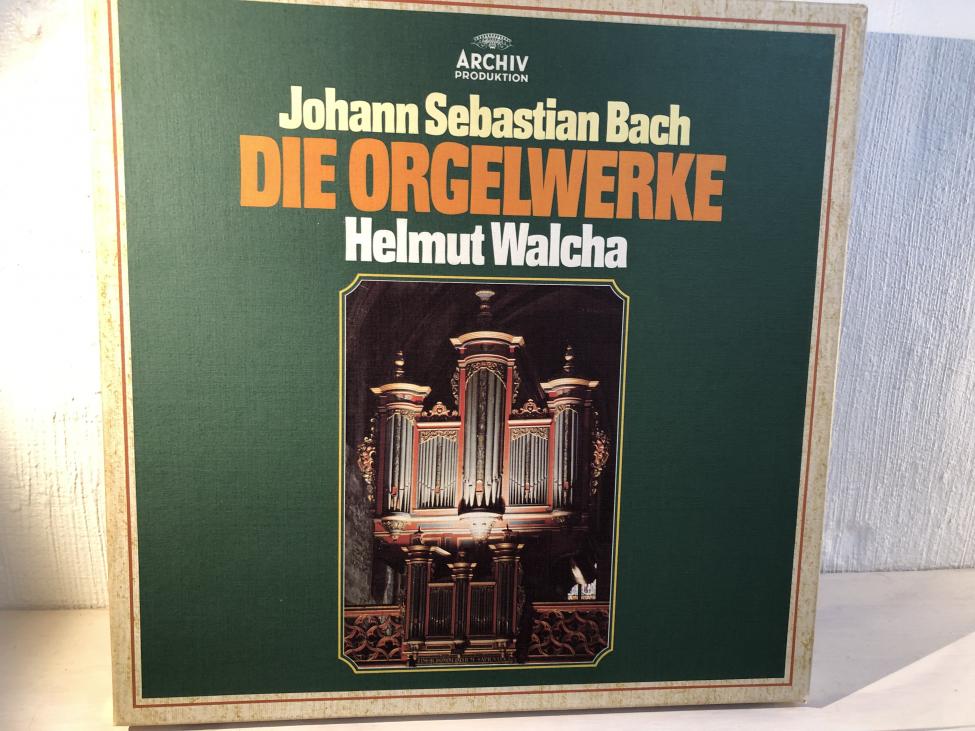 ARCHIV
PRODUKTION
Johann Sebastian Bach
DIE ORGELWERKE
Helmut Walcha